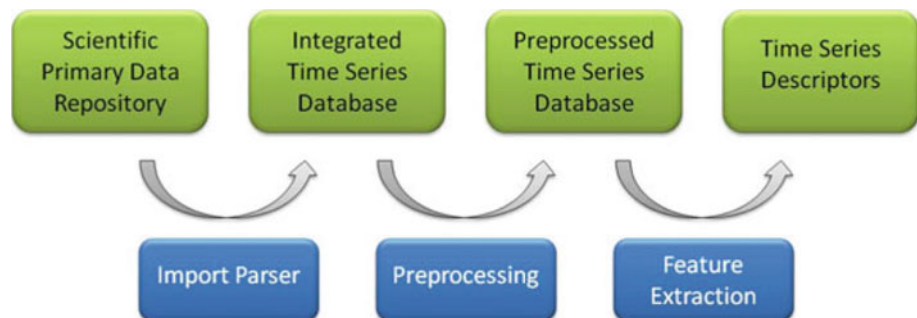 Scientific
Primary Data
Repository
Integrated
Time Series
Database
Preprocessed
Time Series
Database
Time Series
Descriptors
Import Parser
Preprocessing
Feature
Extraction